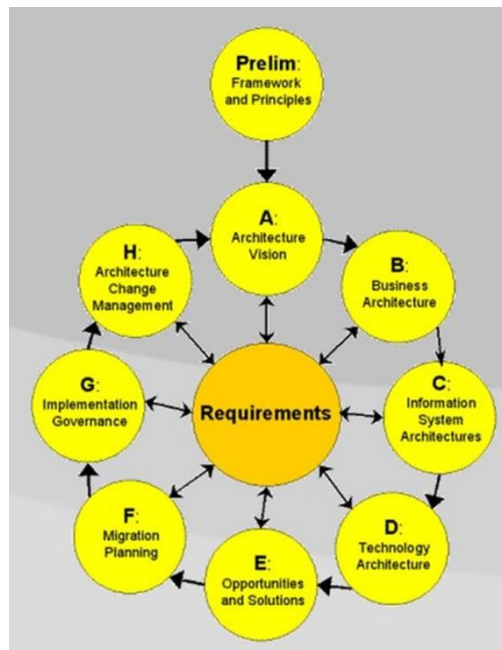 Prelim:
Framework
and Principles
A:
Architecture
Vision
B:
Business
Architecture
C:
Information
System
Architectures
D:
Technology
Architecture
E:
Opportunities
and Solutions
F:
Migration
Planning
G:
Implementation
Governance
H:
Architecture
Change
Management
Requirements